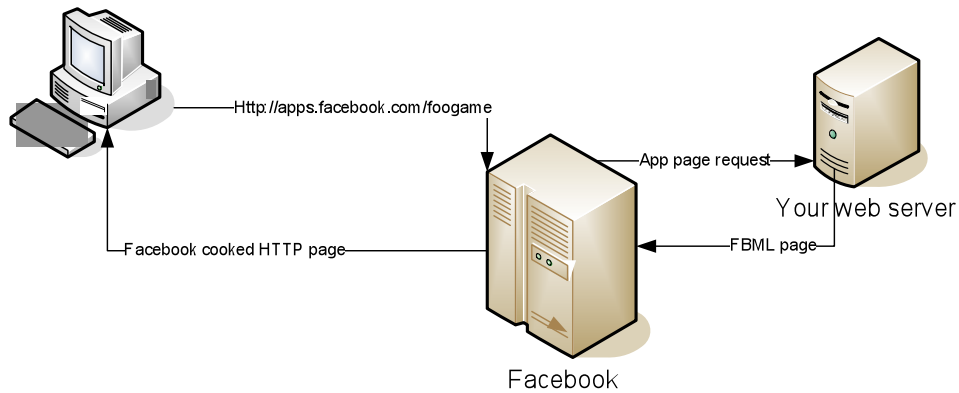 Http://apps.facebook.com/foogame
App page request
Your web server
Facebook cooked HTTP page
FBML page
Facebook